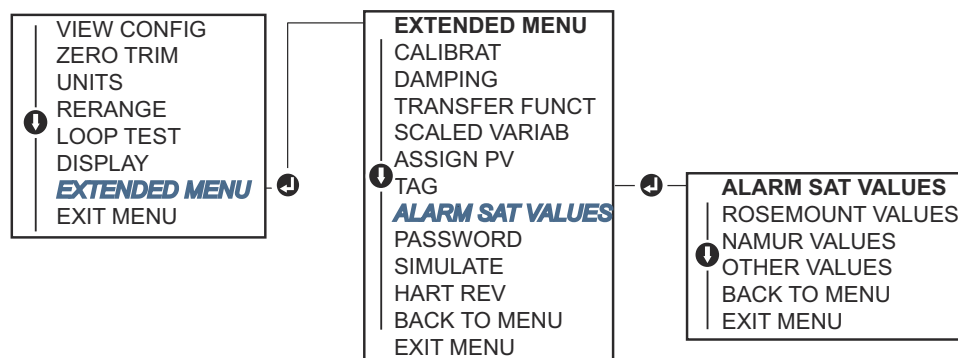 VIEW CONFIG
ZERO TRIM
UNITS
RERANGE
LOOP TEST
DISPLAY
EXTENDED MENU
EXIT MENU
EXTENDED MENU
CALIBRAT
DAMPING
TRANSFER FUNCT
SCALED VARIAB
ASSIGN PV
TAG
ALARM SAT VALUES
PASSWORD
SIMULATE
HART REV
BACK TO MENU
EXIT MENU
ALARM SAT VALUES
ROSEMOUNT VALUES
NAMUR VALUES
OTHER VALUES
BACK TO MENU
EXIT MENU